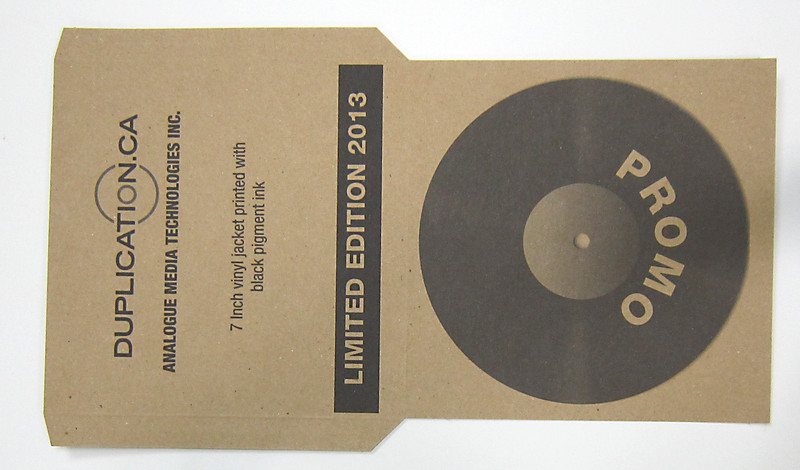 DUPLICATION.CA
ANALOGUE MEDIA TECHNOLOGIES INC.
7 Inch vinyl jacket printed with
black pigment ink
LIMITED EDITION 2013
PROMO